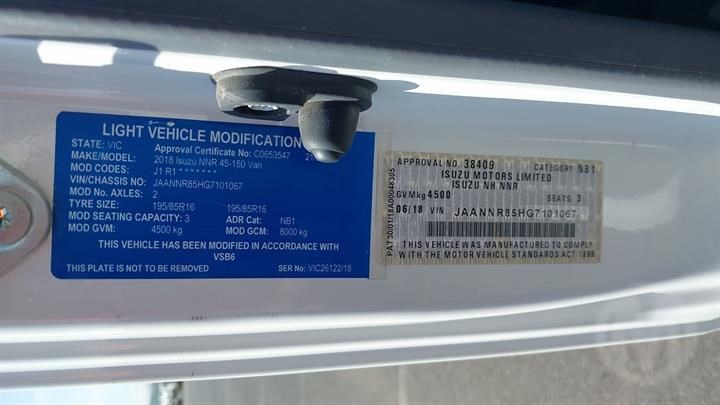 LIGHT VEHICLE MODIFICATION
STATE: VIC Approval Certificate No: C0653547
MAKE/MODEL: 2018 Isuzu NNR 45-150 Van
MOD CODES: J1 R1 * * * * * * *
VIN/CHASSIS NO: JAANNR85HG7101067
MOD No: AXLES: 2
TYRE SIZE: 195/85R16 195/85R16
SEATING CAPACITY: 3 ADR Cat: NB1
MOD GVM: 4500 kg MOD GCM: 8000 kg
THIS VEHICLE HAS BEEN MODIFIED IN ACCORDANCE WITH
VSB6
THIS PLATE IS NOT TO BE REMOVED SER No: VIC26122/18
PAT30/01/18A00048305
APPROVAL NO. 38409 CATEGORY NB1
ISUZU MOTORS LIMITED
ISUZU NH NNR
GVMkg 4500 SEATS 3
06/18 VIN JAANNR85HG7101067
THIS VEHICLE WAS MANUFACTURED TO COMPLY
WITH THE MOTOR VEHICLE STANDARDS ACT 1989